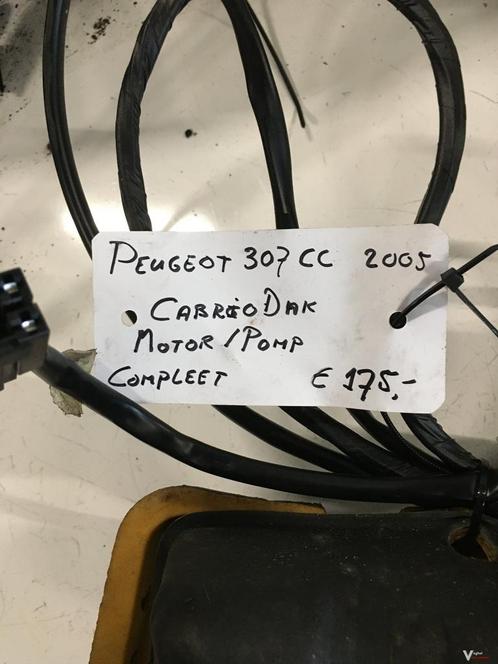 PEUGEOT 307 CC 2005
CABRIODAK
MOTOR/POMP
COMPLEET € 175,-